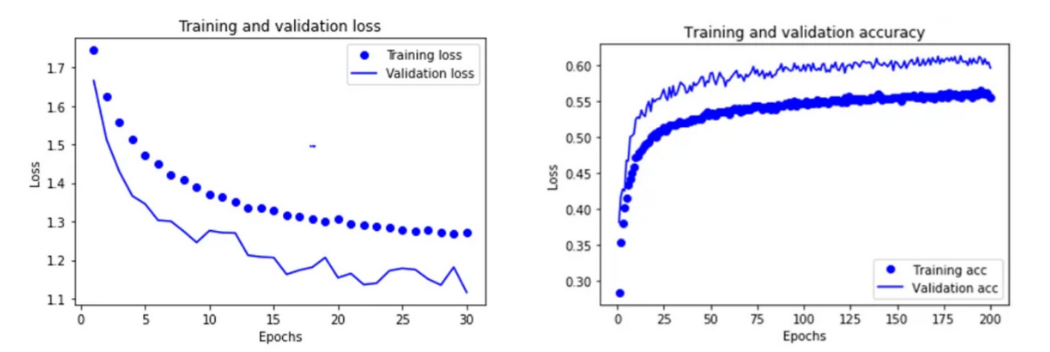 Training and validation loss
Training loss
Validation loss
Loss
1.7
1.6
1.5
1.4
1.3
1.2
1.1
0 5 10 15 20 25 30
Epochs
Training and validation accuracy
Loss
0.60
0.55
0.50
0.45
0.40
0.35
0.30
Training acc
Validation acc
0 25 50 75 100 125 150 175 200
Epochs